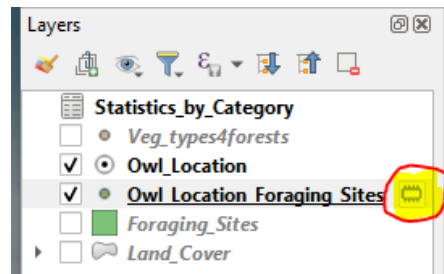 Layers
Statistics_by_Category
Veg_types4forests
Owl_Location
Owl_Location_Foraging_Sites
Foraging_Sites
Land_Cover